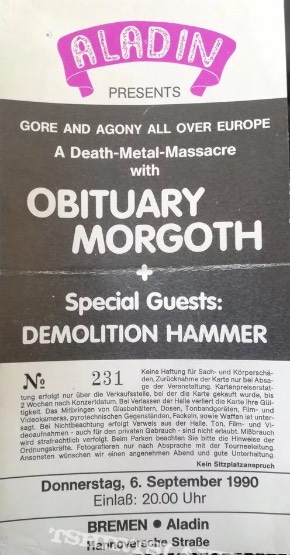 ALADIN
PRESENTS
GORE AND AGONY ALL OVER EUROPE
A Death-Metal-Massacre
with
OBITUARY
MORGOTH
+
Special Guests:
DEMOLITION HAMMER
Nº 231
Keine Haftung für Sach- und Körperschä-
den, Zurücknahme der Karte nur bei Absa-
ge der Veranstaltung. Kartenpreiserstat-
tung erfolgt nur über die Verkaufsstelle, bei der die Karte gekauft wurde, bis
2 Wochen nach Konzertdatum. Bei Verlassen der Halle verliert die Karte ihre Gül-
tigkeit. Das Mitbringen von Glasbehältern, Dosen, Tonbandgeräten, Film- und
Videokameras, pyrotechnischen Gegenständen, Fackeln, sowie Waffen ist unter-
sagt. Bei Nichtbeachtung erfolgt Verweis aus der Halle. Ton, Film- und Vi-
deoaufnahmen - auch für den privaten Gebrauch - sind nicht erlaubt. Mißbrauch
wird strafrechtlich verfolgt. Beim Parken beachten Sie bitte die Hinweise der
Ordnungskräfte. Fotografieren nur nach Absprache mit der Tourneeleitung.
Ansonsten wünschen wir einen angenehmen Abend und gute Unterhaltung.
Kein Sitzplatzanspruch
Donnerstag, 6. September 1990
Einlaß: 20.00 Uhr
BREMEN ● Aladin
Hannoversche Straße